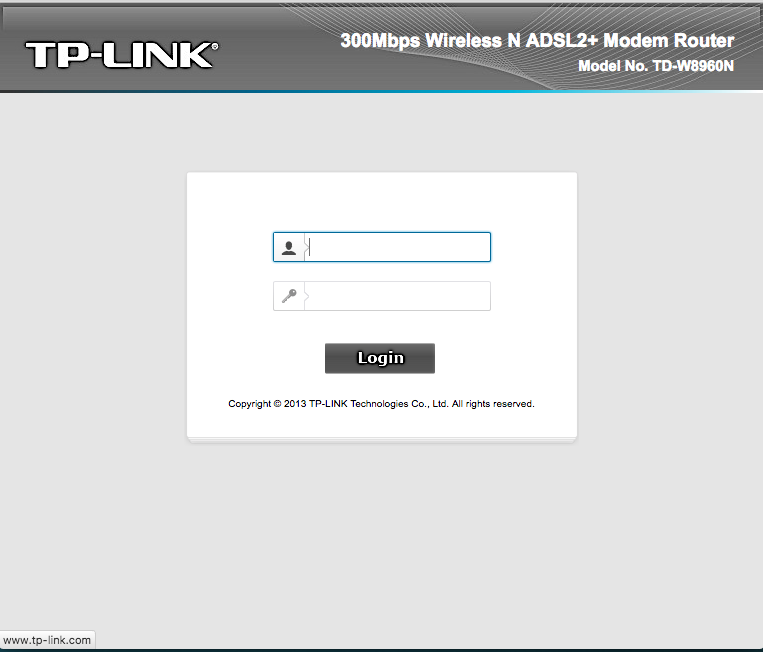 TP-LINK®
300Mbps Wireless N ADSL2+ Modem Router
Model No. TD-W8960N
Login
Copyright © 2013 TP-LINK Technologies Co., Ltd. All rights reserved.
www.tp-link.com